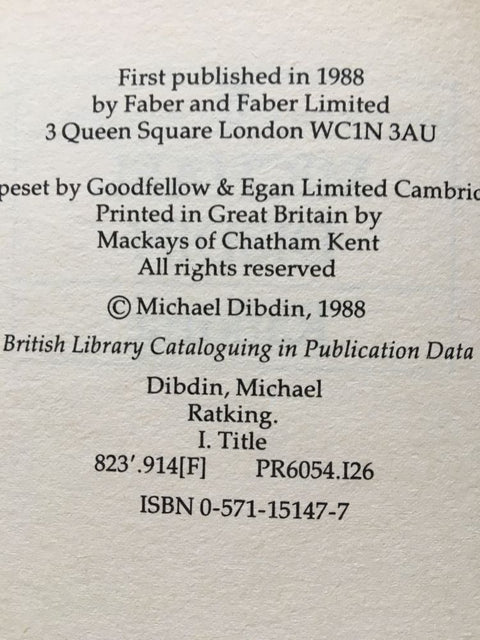 First published in 1988
by Faber and Faber Limited
3 Queen Square London WC1N 3AU
peset by Goodfellow & Egan Limited Cambrid
Printed in Great Britain by
Mackays of Chatham Kent
All rights reserved
© Michael Dibdin, 1988
British Library Cataloguing in Publication Data
Dibdin, Michael
Ratking.
I. Title
823'.914[F] PR6054.I26
ISBN 0-571-15147-7